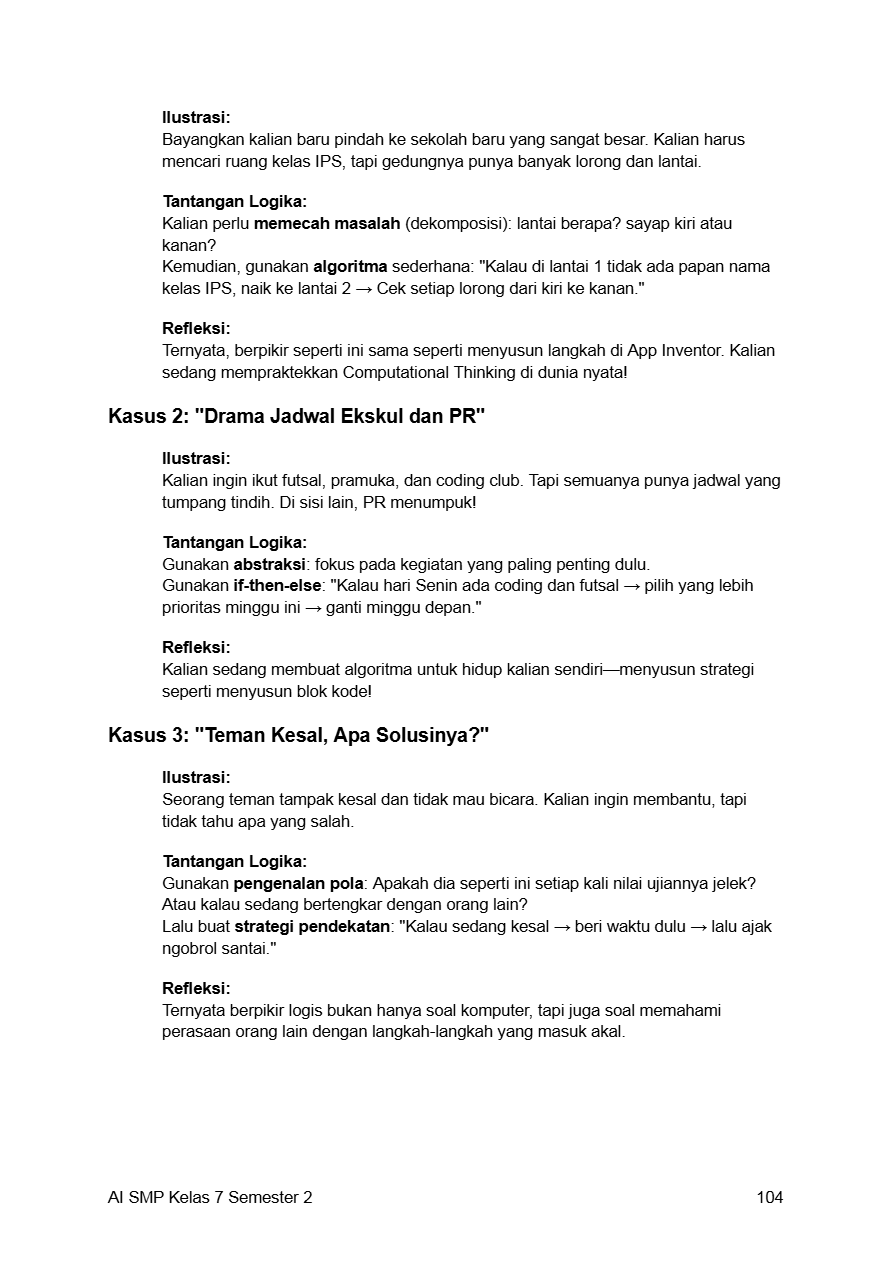 Ilustrasi:
Bayangkan kalian baru pindah ke sekolah baru yang sangat besar. Kalian harus
mencari ruang kelas IPS, tapi gedungnya punya banyak lorong dan lantai.
Tantangan Logika:
Kalian perlu memecah masalah (dekomposisi): lantai berapa? sayap kiri atau
kanan?
Kemudian, gunakan algoritma sederhana: "Kalau di lantai 1 tidak ada papan nama
kelas IPS, naik ke lantai 2 → Cek setiap lorong dari kiri ke kanan."
Refleksi:
Ternyata, berpikir seperti ini sama seperti menyusun langkah di App Inventor. Kalian
sedang mempraktekkan Computational Thinking di dunia nyata!
Kasus 2: "Drama Jadwal Ekskul dan PR"
Ilustrasi:
Kalian ingin ikut futsal, pramuka, dan coding club. Tapi semuanya punya jadwal yang
tumpang tindih. Di sisi lain, PR menumpuk!
Tantangan Logika:
Gunakan abstraksi: fokus pada kegiatan yang paling penting dulu.
Gunakan if-then-else: "Kalau hari Senin ada coding dan futsal → pilih yang lebih
prioritas minggu ini → ganti minggu depan."
Refleksi:
Kalian sedang membuat algoritma untuk hidup kalian sendiri—menyusun strategi
seperti menyusun blok kode!
Kasus 3: "Teman Kesal, Apa Solusinya?"
Ilustrasi:
Seorang teman tampak kesal dan tidak mau bicara. Kalian ingin membantu, tapi
tidak tahu apa yang salah.
Tantangan Logika:
Gunakan pengenalan pola: Apakah dia seperti ini setiap kali nilai ujiannya jelek?
Atau kalau sedang bertengkar dengan orang lain?
Lalu buat strategi pendekatan: "Kalau sedang kesal → beri waktu dulu → lalu ajak
ngobrol santai."
Refleksi:
Ternyata berpikir logis bukan hanya soal komputer, tapi juga soal memahami
perasaan orang lain dengan langkah-langkah yang masuk akal.
AI SMP Kelas 7 Semester 2 104